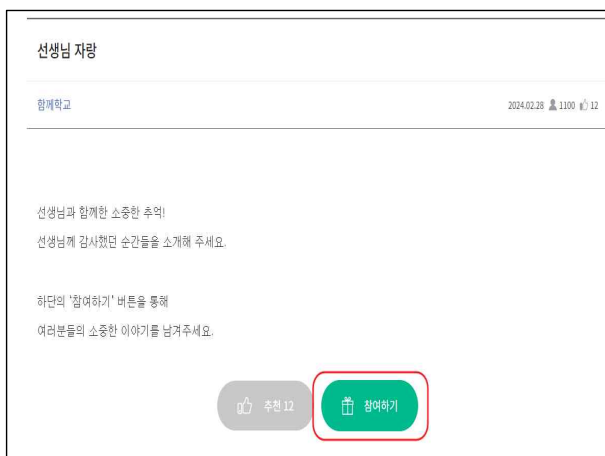 선생님 자랑
함께학교
2024.02.28 1100 12
선생님과 함께한 소중한 추억!
선생님께 감사했던 순간들을 소개해 주세요.
하단의 '참여하기' 버튼을 통해
여러분들의 소중한 이야기를 남겨주세요.
추천 12
참여하기